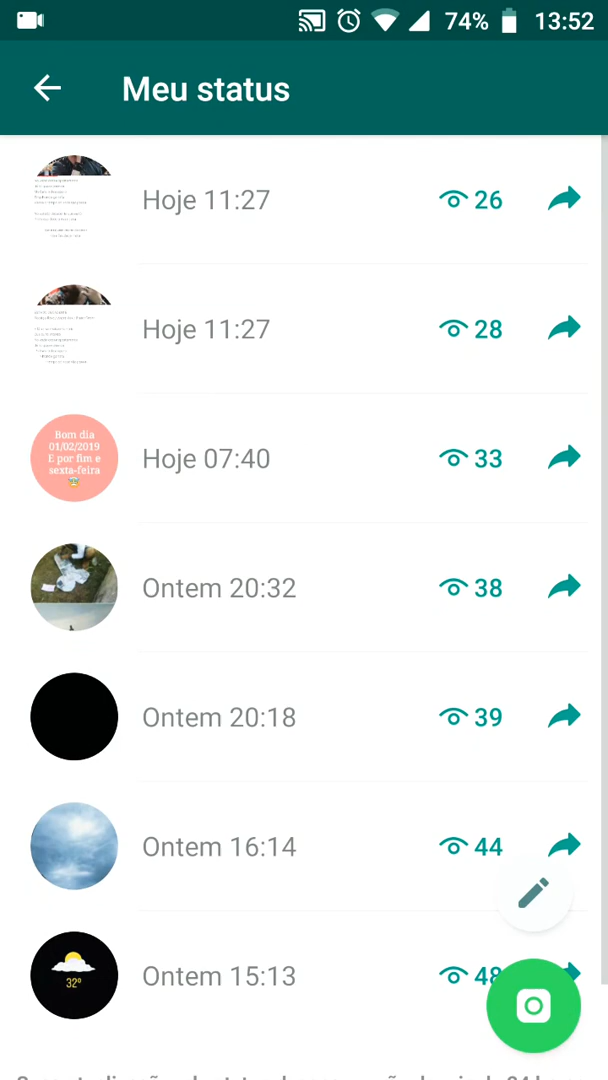 74% 13:52
Meu status
Hoje 11:27 26
Hoje 11:27 28
Bom dia
01/02/2019
E por fim e
sexta-feira
Hoje 07:40 33
Ontem 20:32 38
Ontem 20:18 39
Ontem 16:14 44
32°
Ontem 15:13 48